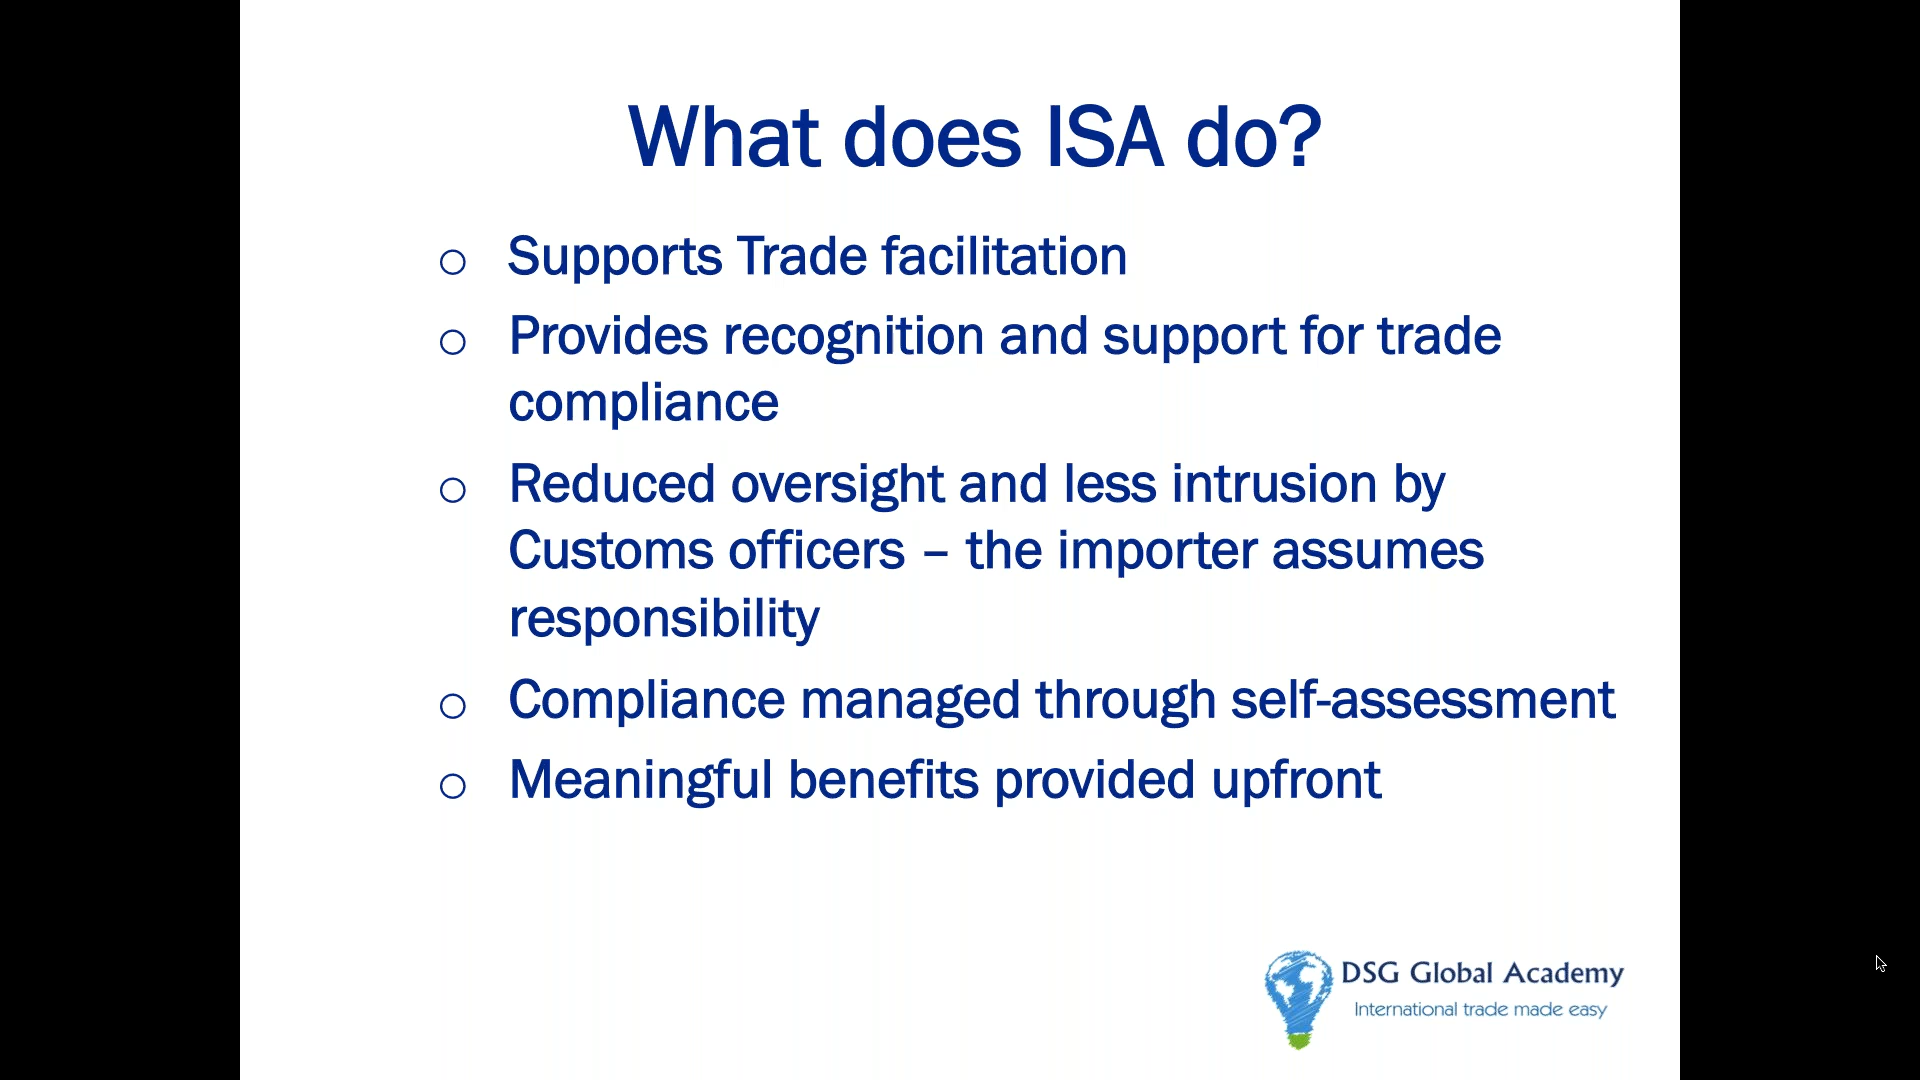 What does ISA do?
○ Supports Trade facilitation
○ Provides recognition and support for trade
compliance
○ Reduced oversight and less intrusion by
Customs officers – the importer assumes
responsibility
○ Compliance managed through self-assessment
○ Meaningful benefits provided upfront
DSG Global Academy
International trade made easy